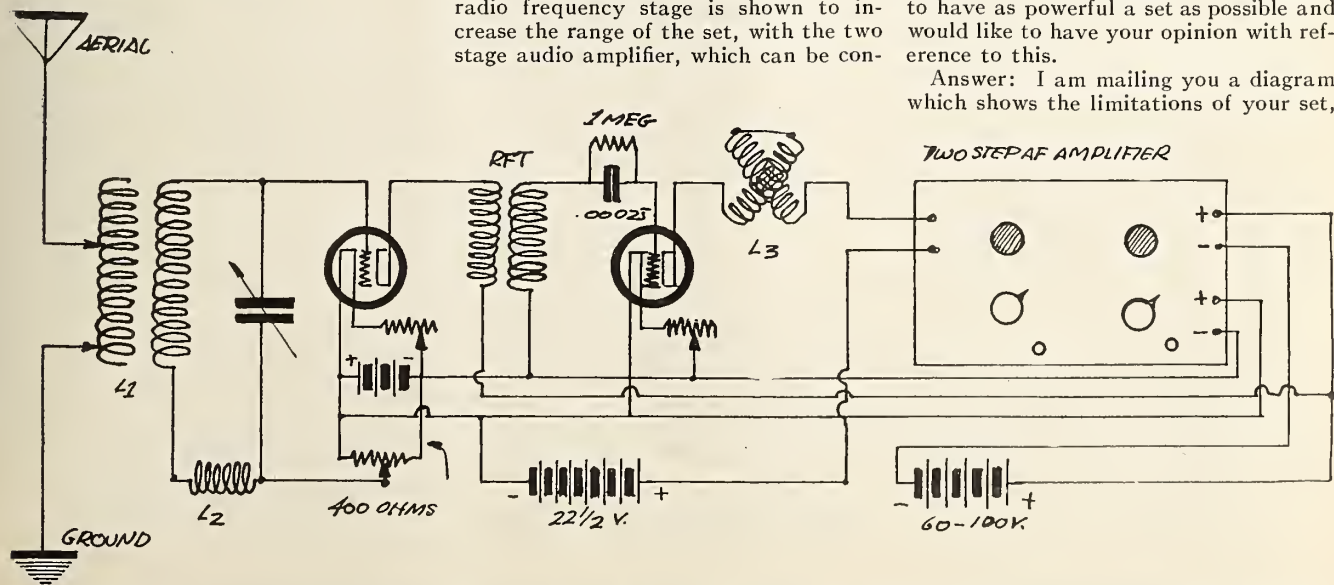 radio frequency stage is shown to in-
crease the range of the set, with the two
stage audio amplifier, which can be con-
to have as powerful a set as possible and
would like to have your opinion with ref-
erence to this.
Answer: I am mailing you a diagram
which shows the limitations of your set,
AERIAL
1 MEG
RFT
.00025
L3
TWO STEP AF AMPLIFIER
+
-
+
-
L1
+ -
L2
400 OHMS
- +
22 1/2 V.
- +
60-100V.
GROUND